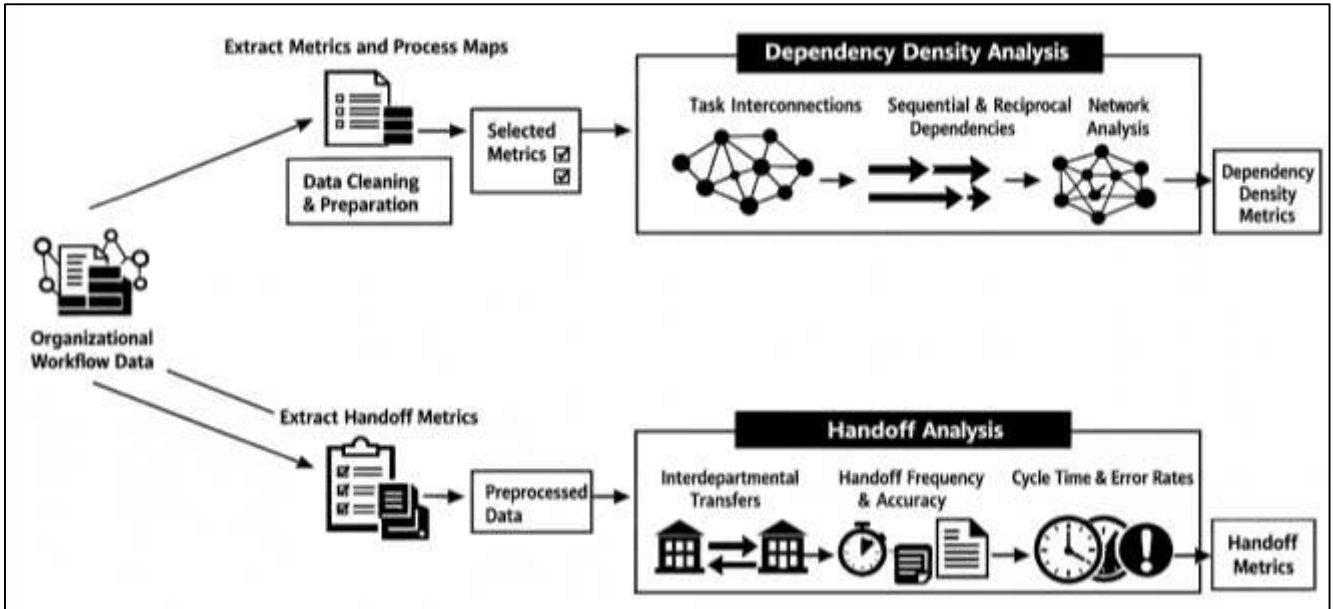 Extract Metrics and Process Maps
Selected
Metrics
Data Cleaning
& Preparation
Dependency Density Analysis
Task Interconnections
Sequential & Reciprocal
Dependencies
Network
Analysis
Dependency
Density
Metrics
Organizational
Workflow Data
Extract Handoff Metrics
Preprocessed
Data
Handoff Analysis
Interdepartmental
Transfers
Handoff Frequency
& Accuracy
Cycle Time & Error Rates
Handoff
Metrics